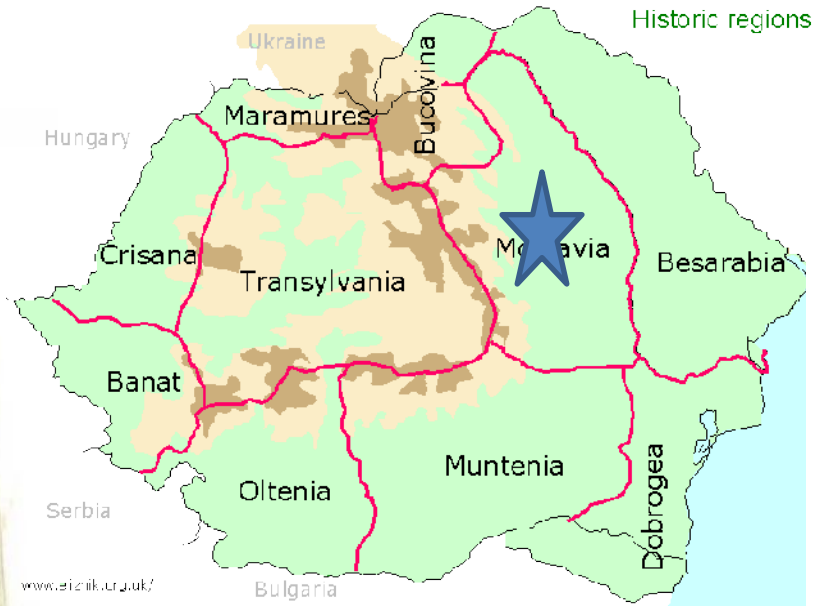 Historic regions
Ukraine
Bucovina
Maramures
Hungary
Crisana
Transylvania
Besarabia
Banat
Muntenia
Oltenia
Dobrogea
Serbia
Bulgaria